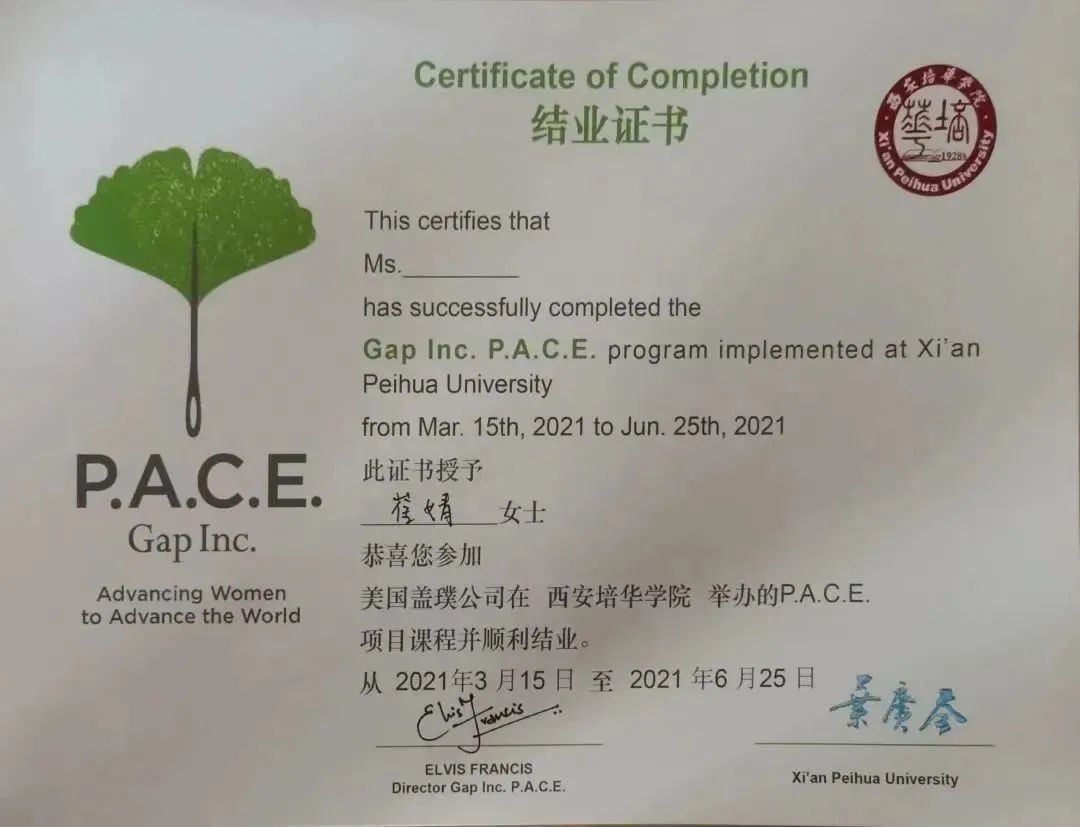 Certificate of Completion
结业证书
西安培华学院
培華
1928
Xi'an Peihua University
This certifies that
Ms.________
has successfully completed the
Gap Inc. P.A.C.E. program implemented at Xi'an
Peihua University
from Mar. 15th, 2021 to Jun. 25th, 2021
此证书授予
女士
恭喜您参加
美国盖璞公司在 西安培华学院 举办的P.A.C.E.
项目课程并顺利结业。
从 2021年3月15日 至 2021年6月25日
P.A.C.E.
Gap Inc.
Advancing Women
to Advance the World
Elvis Francis
ELVIS FRANCIS
Director Gap Inc. P.A.C.E.
Xi'an Peihua University